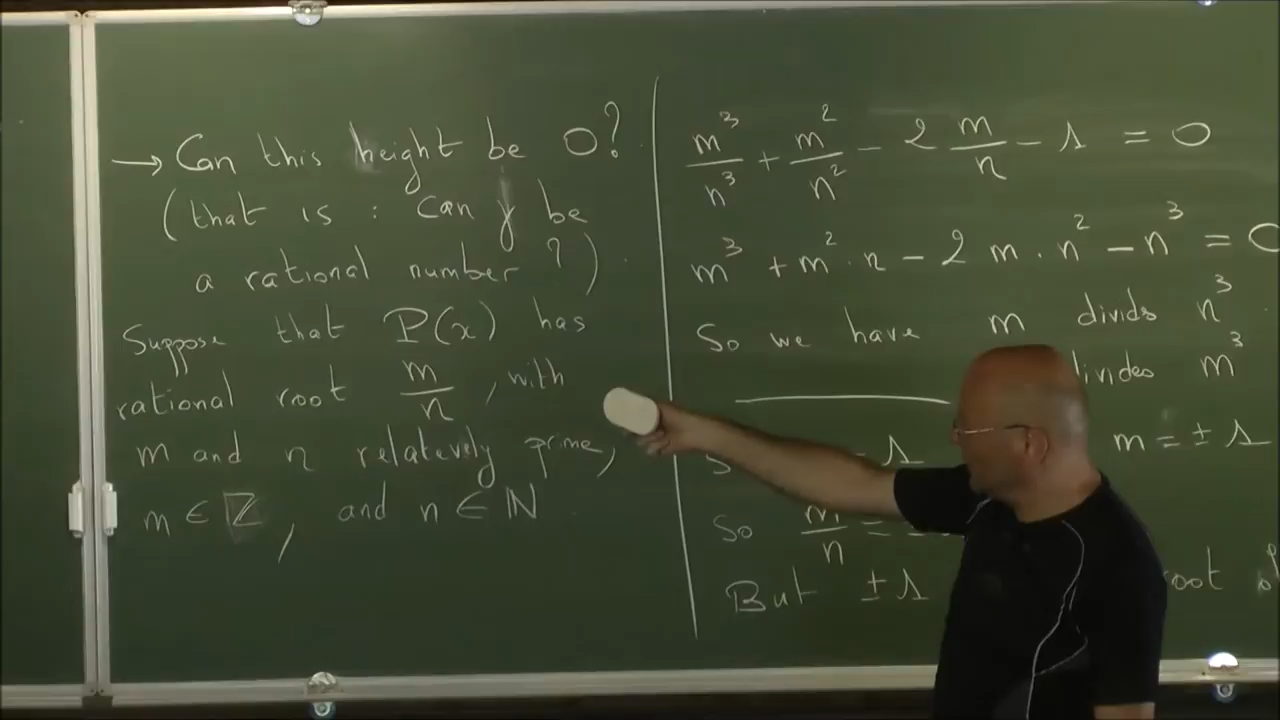 → Can this height be 0?
(that is : can γ be
a rational number ?)
Suppose that P(x) has
rational root m/n, with
m and n relatively prime,
m ∈ ℤ, and n ∈ ℕ
m³/n³ + m²/n² - 2 m/n - 1 = 0
m³ + m² · n - 2 m · n² - n³ = 0
So we have m divids n³
divides m³
1 m = ±1
So m/n =
But ±1 root